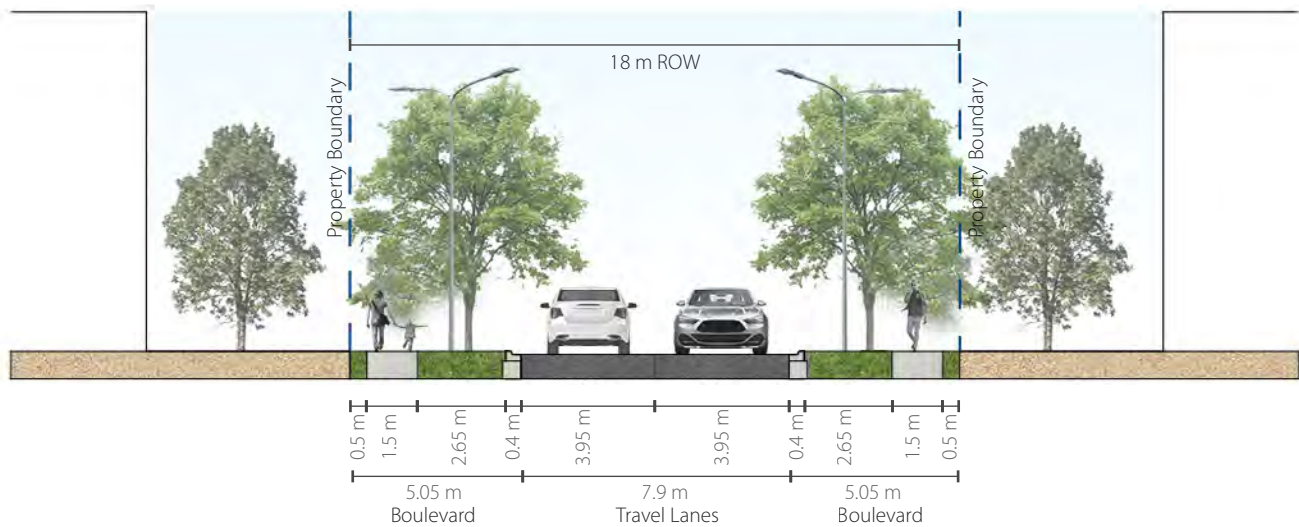 18 m ROW
Property Boundary
Property Boundary
0.5 m
1.5 m
2.65 m
0.4 m
3.95 m
3.95 m
0.4 m
2.65 m
1.5 m
0.5 m
5.05 m
Boulevard
7.9 m
Travel Lanes
5.05 m
Boulevard